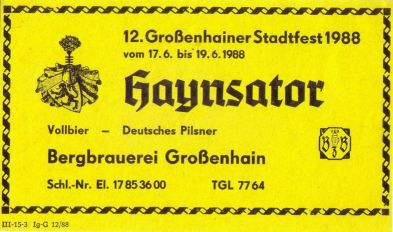 12. Großenhainer Stadtfest 1988
vom 17.6. bis 19.6.1988
Haynsator
Vollbier – Deutsches Pilsner
Bergbrauerei Großenhain
Schl.-Nr. El. 17853600 TGL 7764
III-15-3 Ig-G 12/88